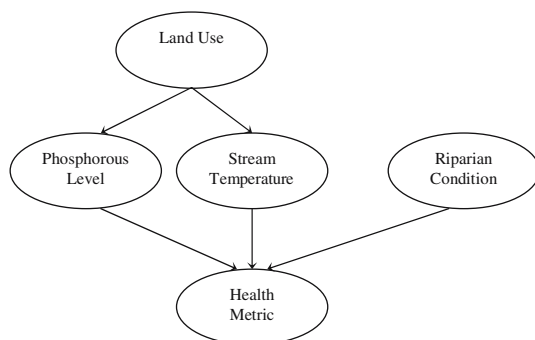 Land Use
Phosphorous
Level
Stream
Temperature
Riparian
Condition
Health
Metric